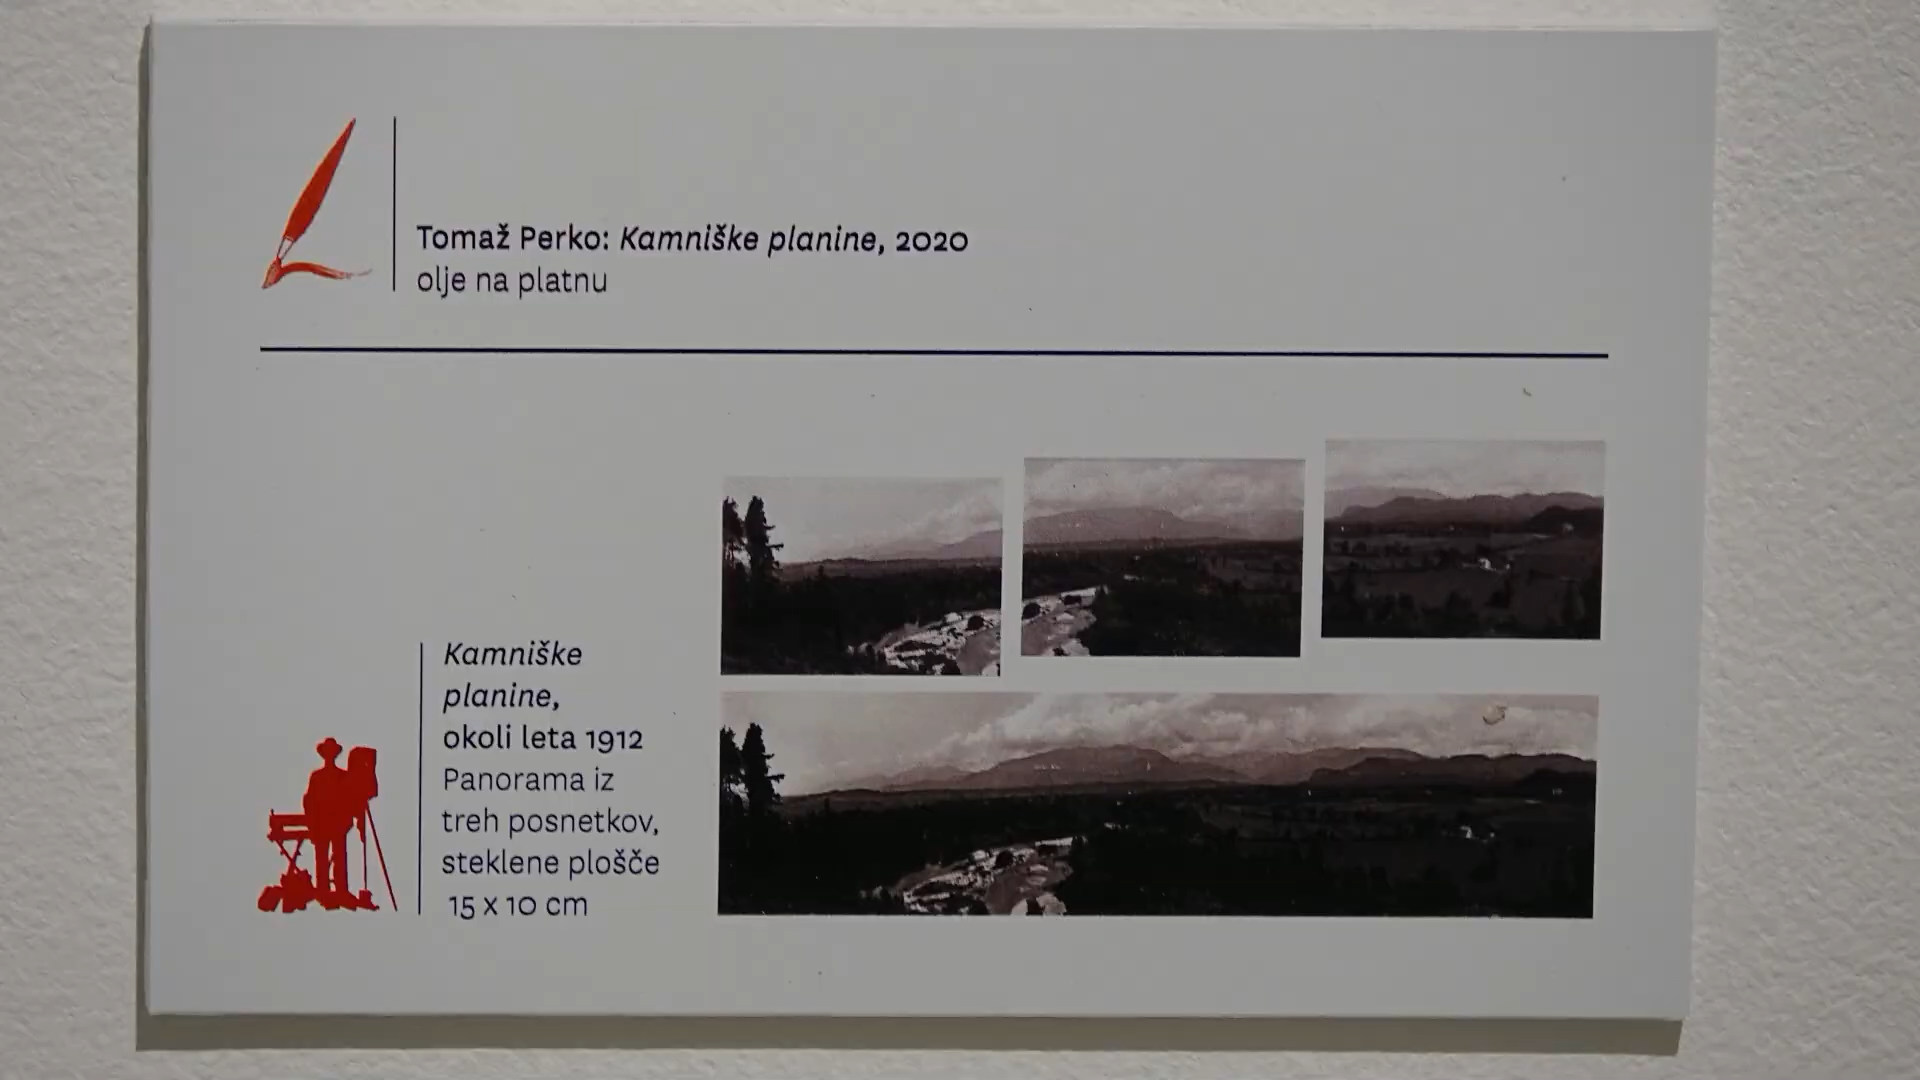 Tomaž Perko: Kamniške planine, 2020
olje na platnu
Kamniške
planine,
okoli leta 1912
Panorama iz
treh posnetkov,
steklene plošče
15 x 10 cm